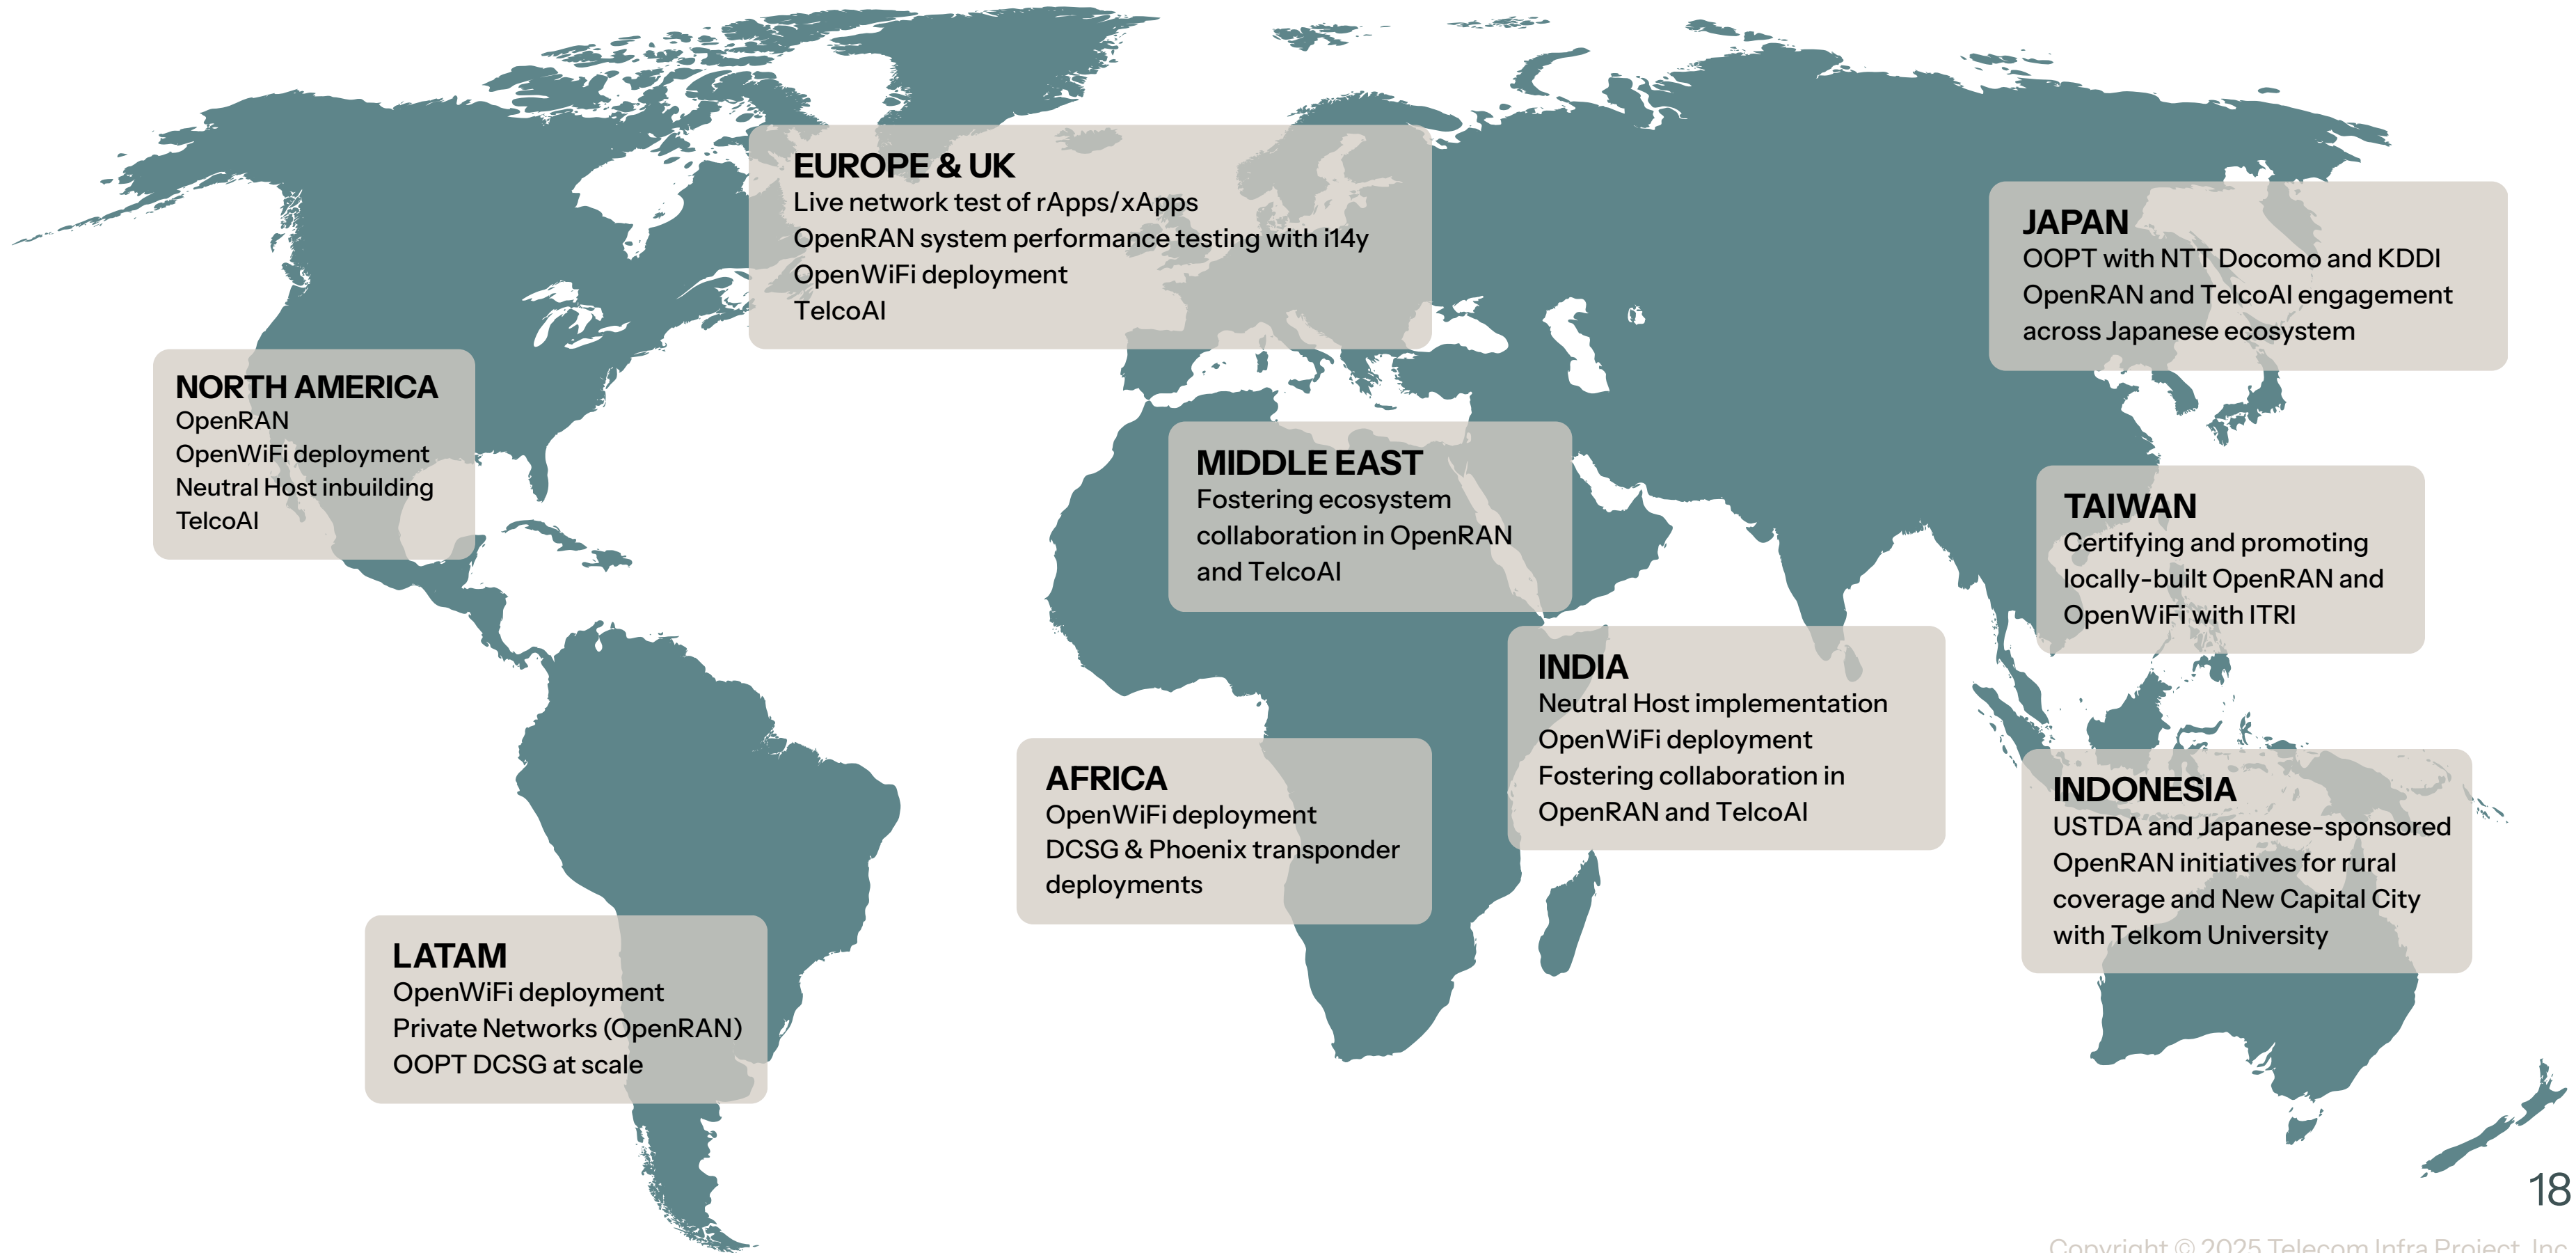 EUROPE & UK
Live network test of rApps/xApps
OpenRAN system performance testing with i14y
OpenWiFi deployment
TelcoAI
JAPAN
OOPT with NTT Docomo and KDDI
OpenRAN and TelcoAI engagement
across Japanese ecosystem
NORTH AMERICA
OpenRAN
OpenWiFi deployment
Neutral Host inbuilding
TelcoAI
MIDDLE EAST
Fostering ecosystem
collaboration in OpenRAN
and TelcoAI
TAIWAN
Certifying and promoting
locally-built OpenRAN and
OpenWiFi with ITRI
INDIA
Neutral Host implementation
OpenWiFi deployment
Fostering collaboration in
OpenRAN and TelcoAI
AFRICA
OpenWiFi deployment
DCSG & Phoenix transponder
deployments
INDONESIA
USTDA and Japanese-sponsored
OpenRAN initiatives for rural
coverage and New Capital City
with Telkom University
LATAM
OpenWiFi deployment
Private Networks (OpenRAN)
OOPT DCSG at scale
18
Copyright © 2025 Telecom Infra Project, Inc.